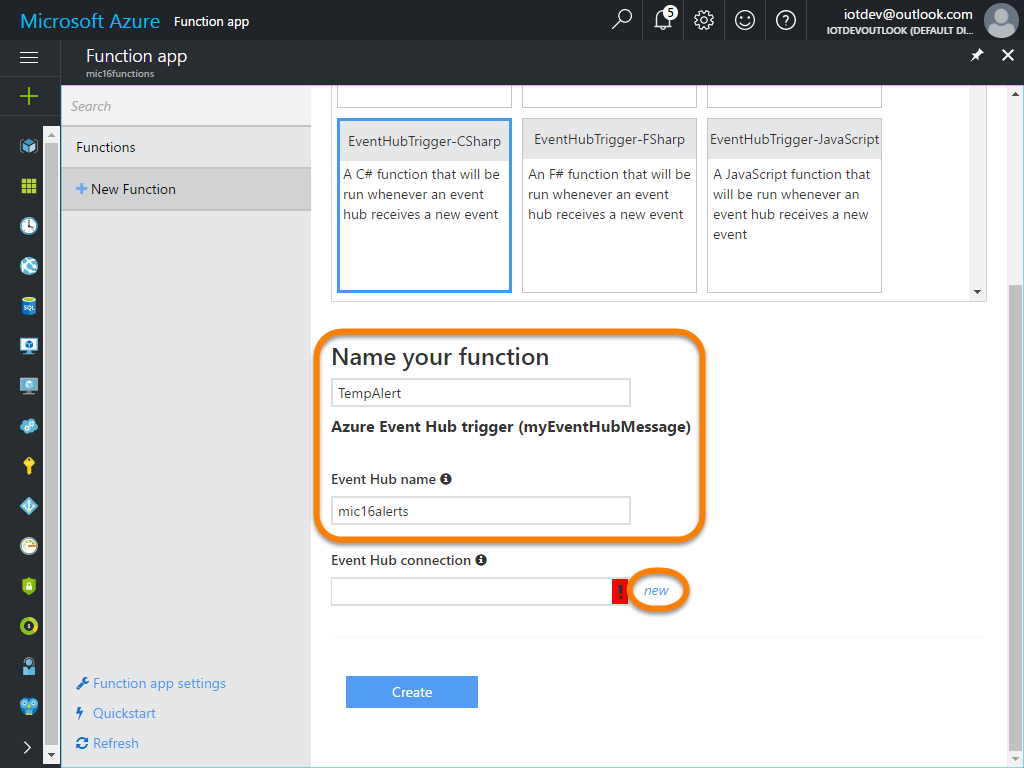 Microsoft Azure Function app
5
iotdev@outlook.com
IOTDEVOUTLOOK (DEFAULT DI...
Function app
mic16functions
Search
Functions
New Function
EventHubTrigger-CSharp
A C# function that will be
run whenever an event
hub receives a new event
EventHubTrigger-FSharp
An F# function that will be
run whenever an event
hub receives a new event
EventHubTrigger-JavaScript
A JavaScript function that
will be run whenever an
event hub receives a new
event
Name your function
TempAlert
Azure Event Hub trigger (myEventHubMessage)
Event Hub name
mic16alerts
Event Hub connection
! new
Create
Function app settings
Quickstart
Refresh
SQL